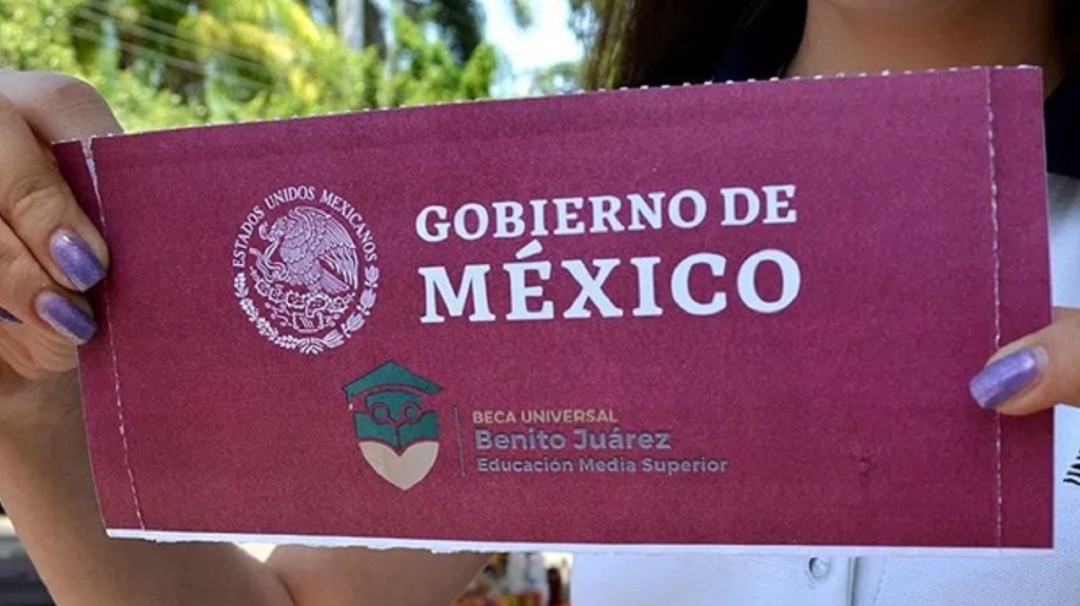 ESTADOS UNIDOS MEXICANOS
GOBIERNO DE
MÉXICO
BECA UNIVERSAL
Benito Juárez
Educación Media Superior